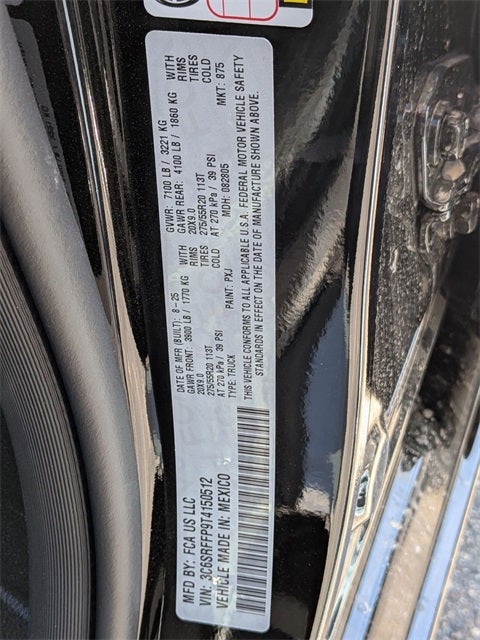 MFD BY: FCA US LLC
DATE OF MFR (BUILT): 8-25
GVWR: 7100 LB / 3221 KG
GAWR FRONT: 3900 LB / 1770 KG WITH
20X9.0 RIMS
275/55R20 113T TIRES
AT 270 kPa / 39 PSI COLD
GAWR REAR: 4100 LB / 1860 KG WITH
20X9.0 RIMS
275/55R20 113T TIRES
AT 270 kPa / 39 PSI COLD
VIN: 3C6SRFFP9T4150512
TYPE: TRUCK PAINT: PXJ MDH: 082805 MKT: 875
VEHICLE MADE IN: MEXICO
THIS VEHICLE CONFORMS TO ALL APPLICABLE U.S.A. FEDERAL MOTOR VEHICLE SAFETY
STANDARDS IN EFFECT ON THE DATE OF MANUFACTURE SHOWN ABOVE.